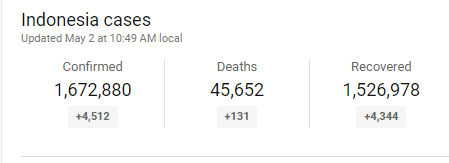 Indonesia cases
Updated May 2 at 10:49 AM local
Confirmed Deaths Recovered
1,672,880 45,652 1,526,978
+4,512 +131 +4,344